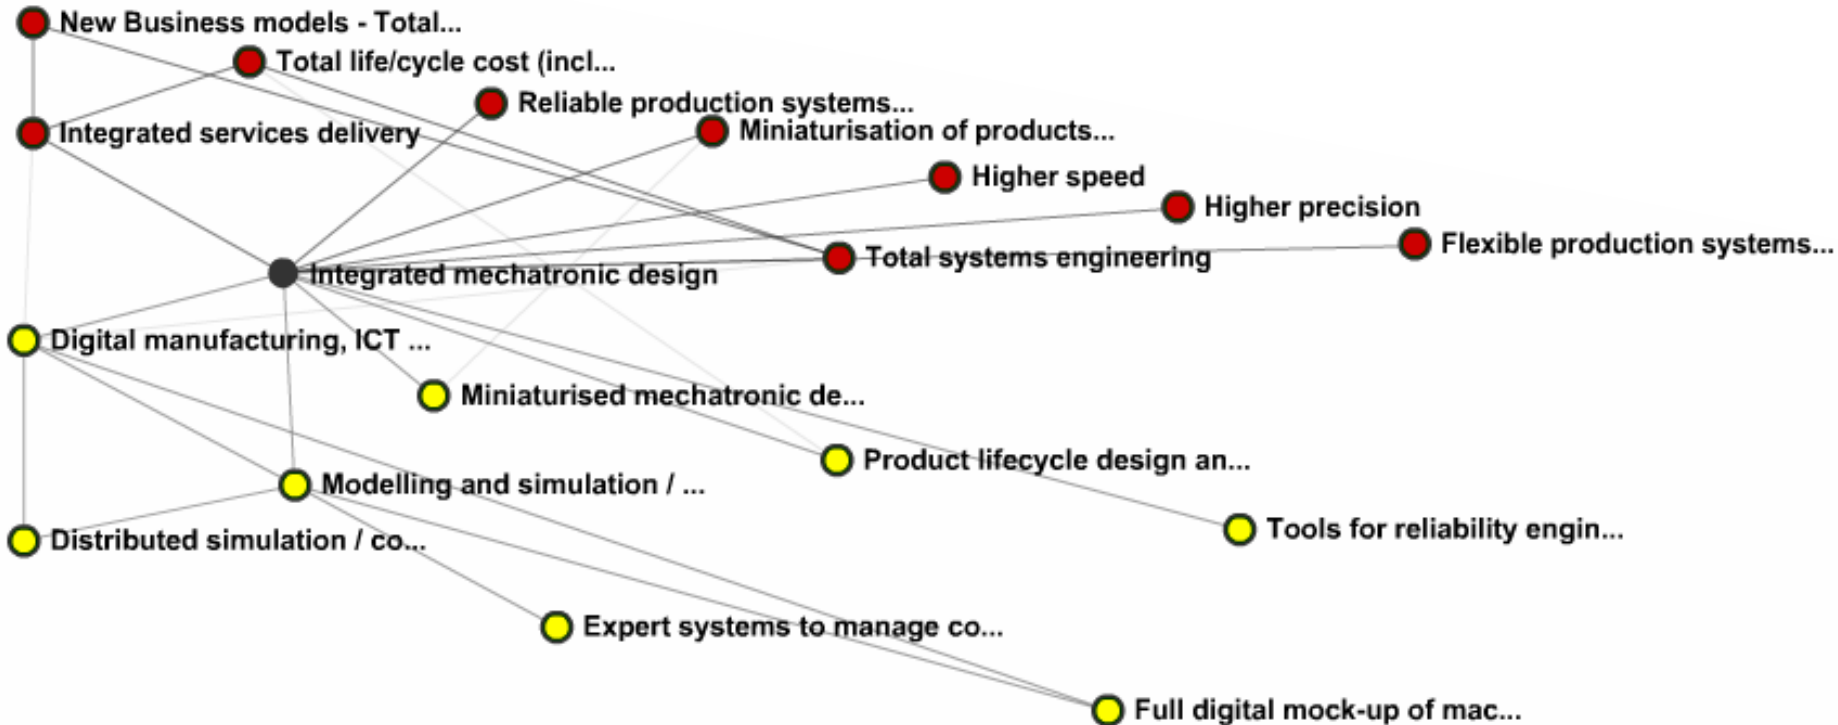 New Business models - Total...
Total life/cycle cost (incl...
Reliable production systems...
Integrated services delivery
Miniaturisation of products...
Higher speed
Higher precision
Flexible production systems...
Total systems engineering
Integrated mechatronic design
Digital manufacturing, ICT ...
Miniaturised mechatronic de...
Product lifecycle design an...
Modelling and simulation / ...
Tools for reliability engin...
Distributed simulation / co...
Expert systems to manage co...
Full digital mock-up of mac...